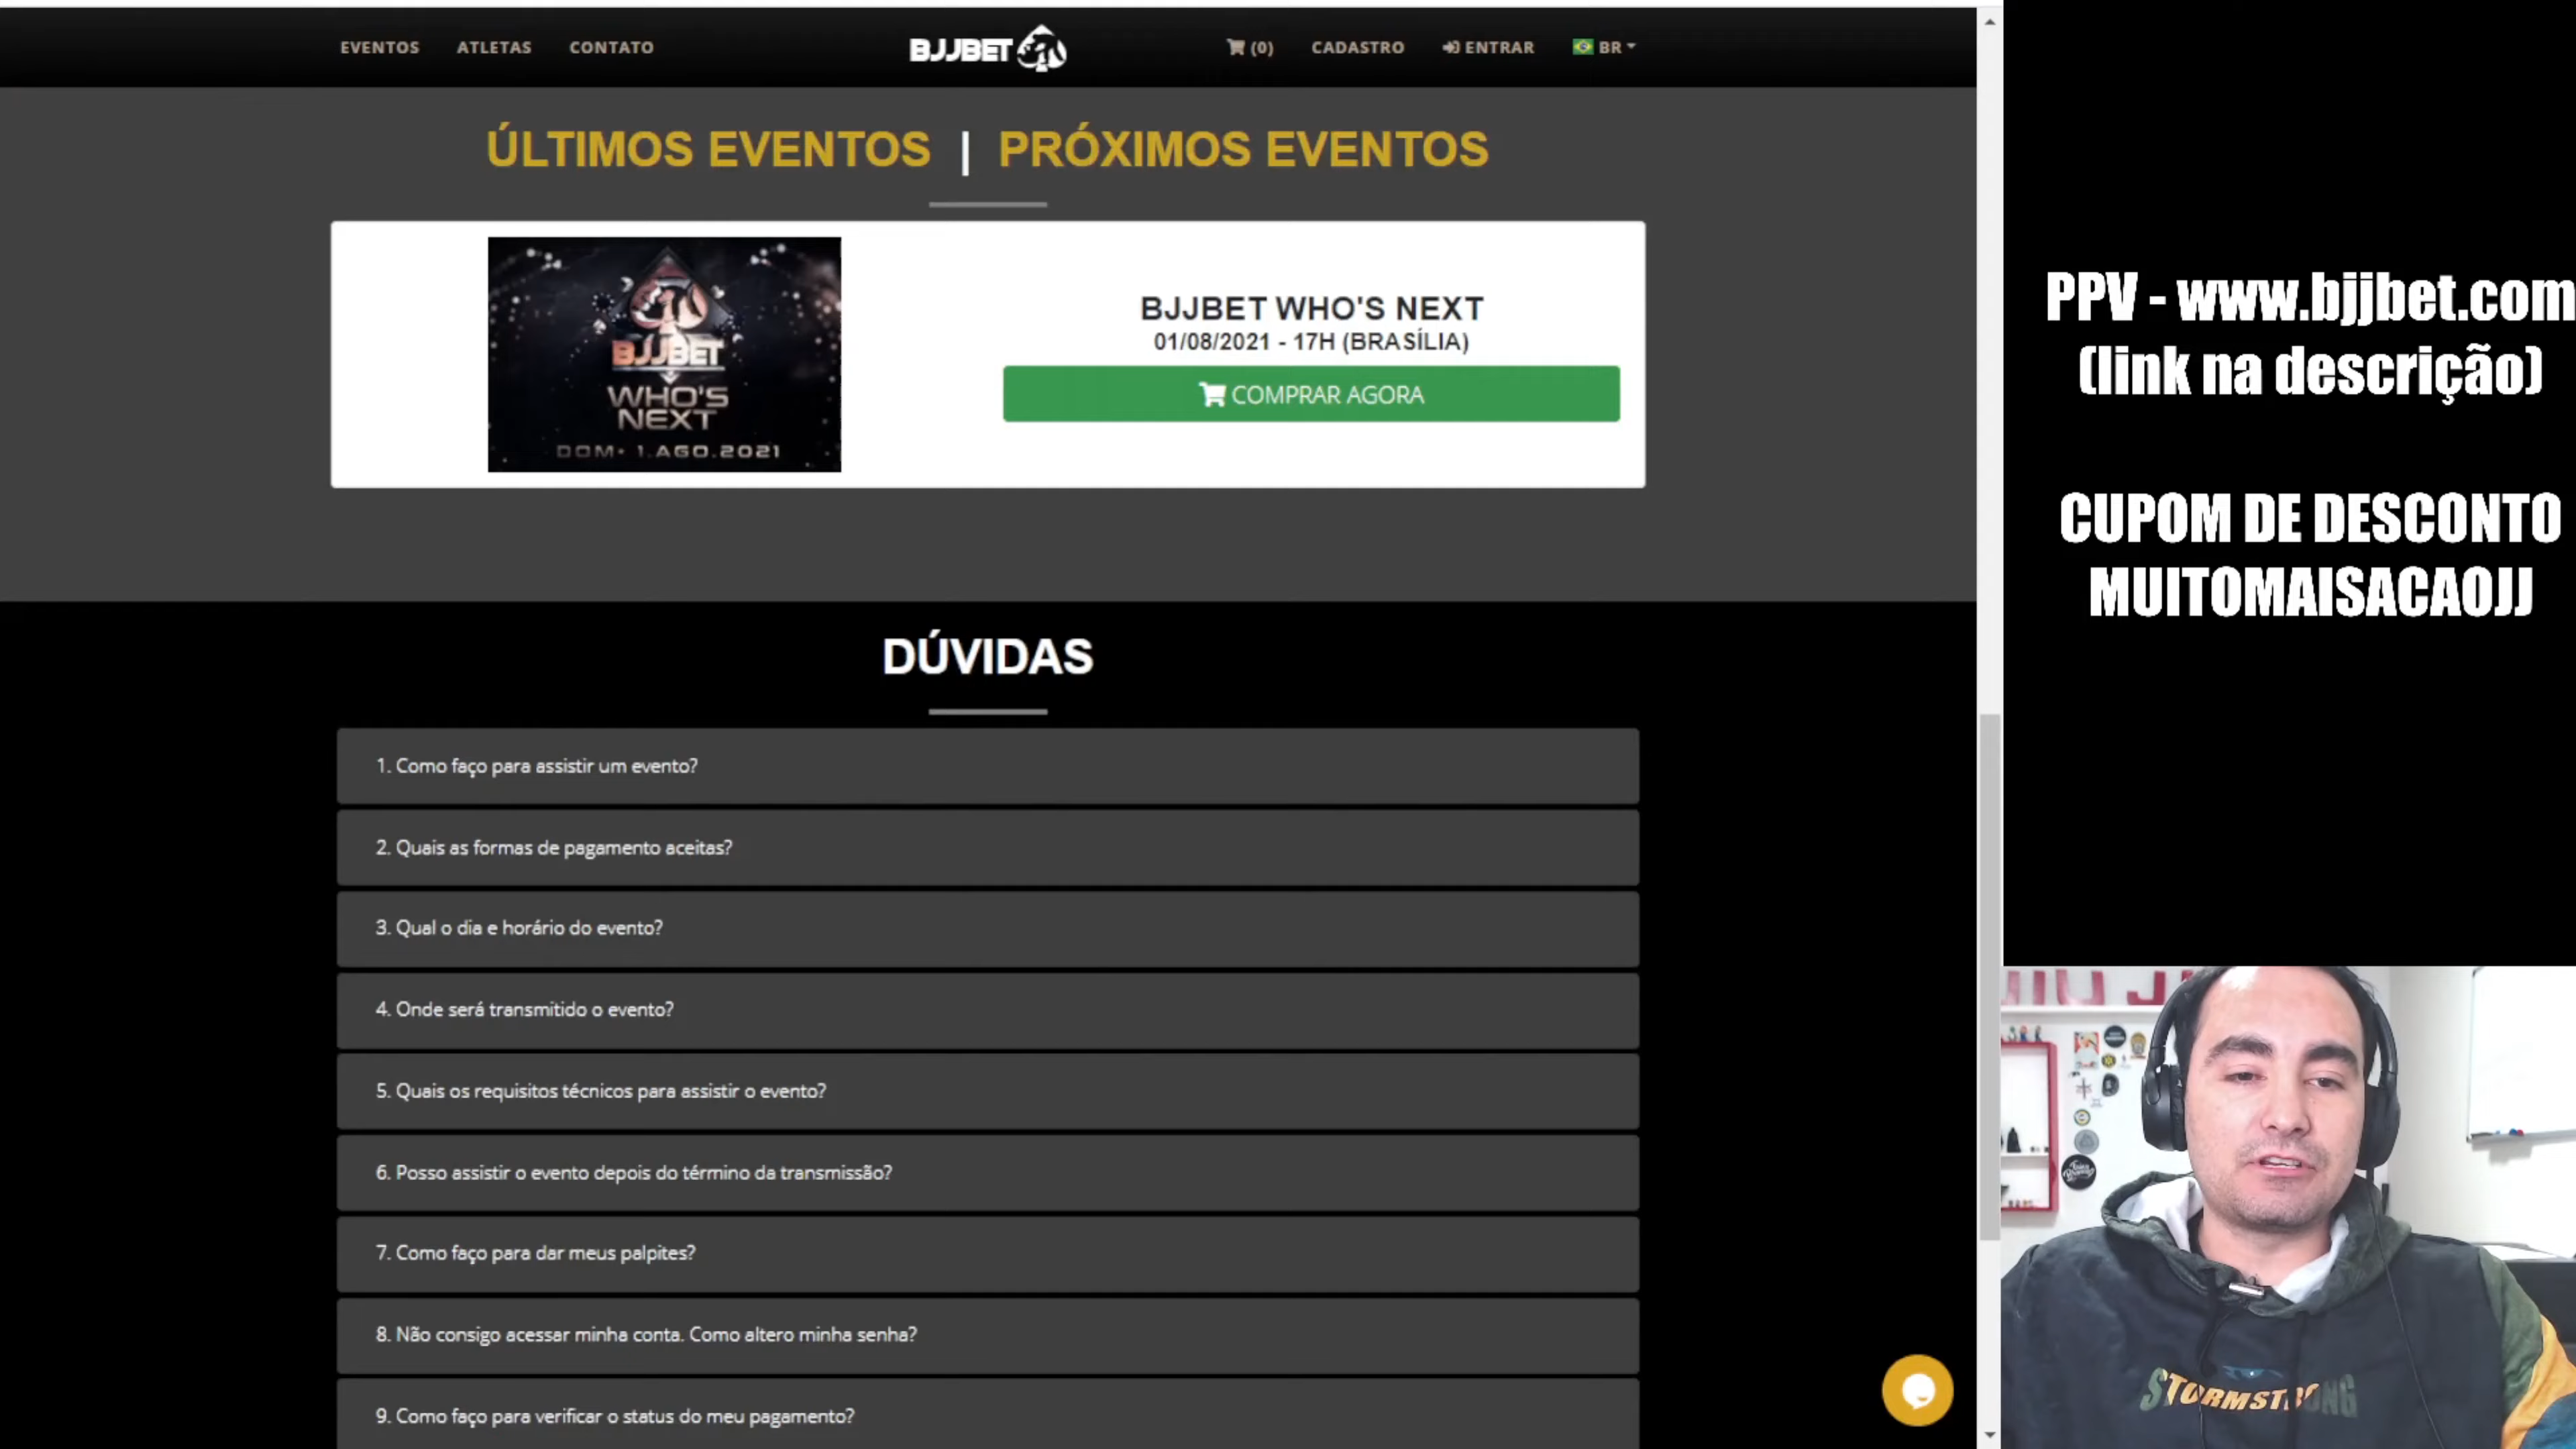 EVENTOS ATLETAS CONTATO BJJBET (0) CADASTRO ENTRAR BR
ÚLTIMOS EVENTOS | PRÓXIMOS EVENTOS
BJJBET
WHO'S
NEXT
DOM• 1.AGO.2021
BJJBET WHO'S NEXT
01/08/2021 - 17H (BRASÍLIA)
COMPRAR AGORA
DÚVIDAS
1. Como faço para assistir um evento?
2. Quais as formas de pagamento aceitas?
3. Qual o dia e horário do evento?
4. Onde será transmitido o evento?
5. Quais os requisitos técnicos para assistir o evento?
6. Posso assistir o evento depois do término da transmissão?
7. Como faço para dar meus palpites?
8. Não consigo acessar minha conta. Como altero minha senha?
9. Como faço para verificar o status do meu pagamento?
PPV - www.bjjbet.com
(link na descrição)
CUPOM DE DESCONTO
MUITOMAISACAOJJ
JIU J
STORMSTRONG